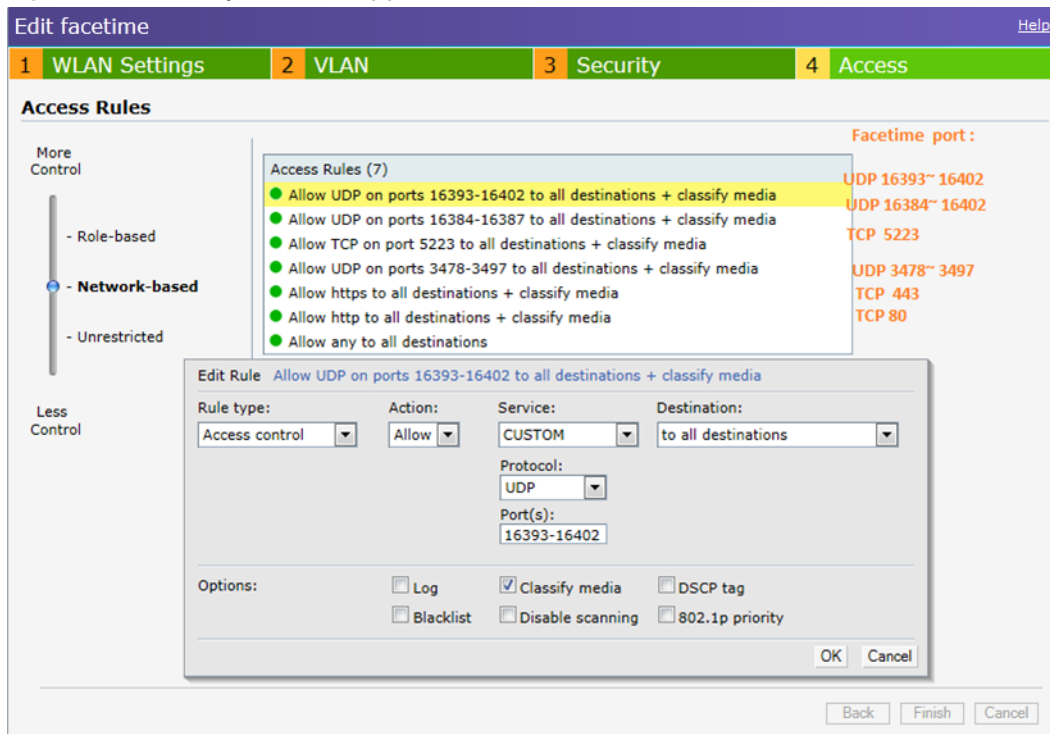 Edit facetime
Help
1 WLAN Settings 2 VLAN 3 Security 4 Access
Access Rules
More
Control
- Role-based
- Network-based
- Unrestricted
Less
Control
Access Rules (7)
Allow UDP on ports 16393-16402 to all destinations + classify media
Allow UDP on ports 16384-16387 to all destinations + classify media
Allow TCP on port 5223 to all destinations + classify media
Allow UDP on ports 3478-3497 to all destinations + classify media
Allow https to all destinations + classify media
Allow http to all destinations + classify media
Allow any to all destinations
Facetime port :
UDP 16393~ 16402
UDP 16384~ 16402
TCP 5223
UDP 3478~ 3497
TCP 443
TCP 80
Edit Rule Allow UDP on ports 16393-16402 to all destinations + classify media
Rule type: Action: Service: Destination:
Access control Allow CUSTOM to all destinations
Protocol:
UDP
Port(s):
16393-16402
Options: Log Classify media DSCP tag
Blacklist Disable scanning 802.1p priority
OK Cancel
Back Finish Cancel